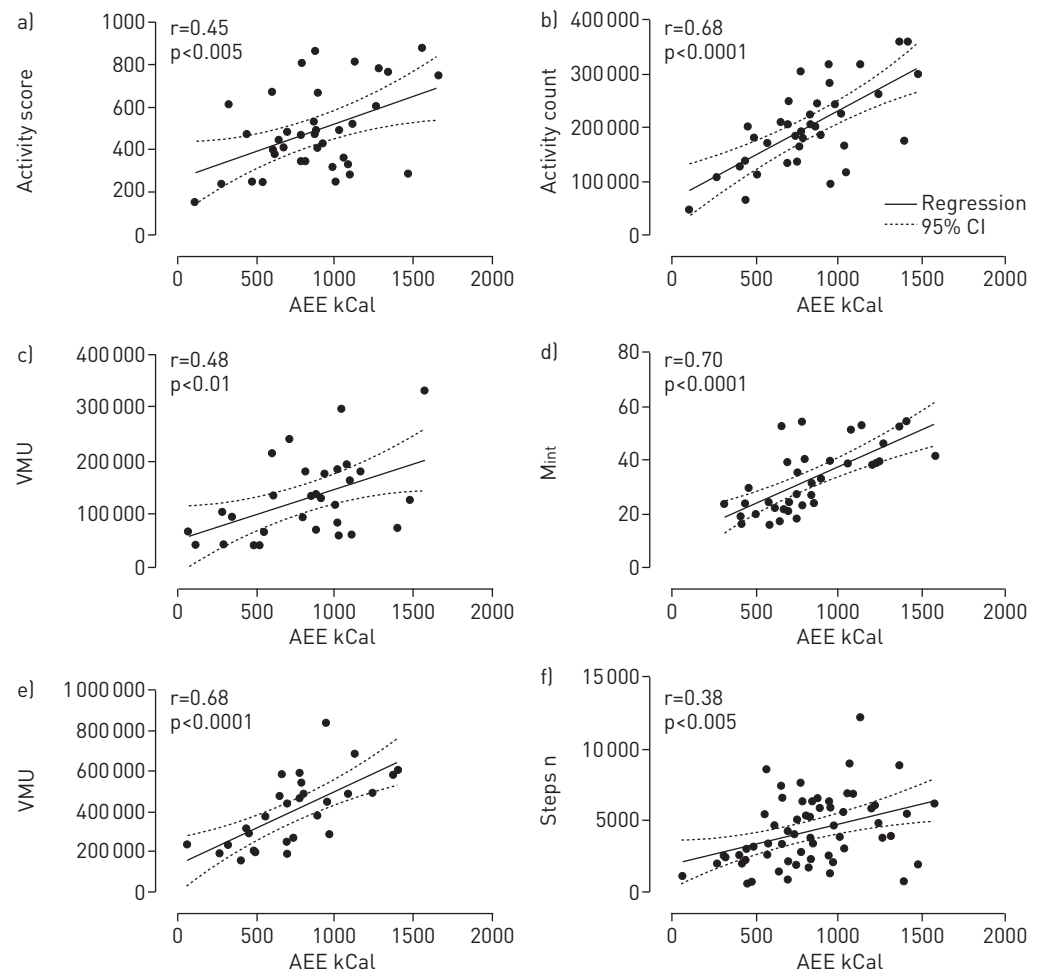 a)
r=0.45
p<0.005
1000
800
600
400
200
0
Activity score
0 500 1000 1500 2000
AEE kCal
b)
r=0.68
p<0.0001
400 000
300 000
200 000
100 000
0
Activity count
Regression
95% CI
0 500 1000 1500 2000
AEE kCal
c)
r=0.48
p<0.01
400 000
300 000
200 000
100 000
0
VMU
0 500 1000 1500 2000
AEE kCal
d)
r=0.70
p<0.0001
80
60
40
20
0
Mint
0 500 1000 1500 2000
AEE kCal
e)
r=0.68
p<0.0001
1 000 000
800 000
600 000
400 000
200 000
0
VMU
0 500 1000 1500 2000
AEE kCal
f)
r=0.38
p<0.005
15 000
10 000
5000
0
Steps n
0 500 1000 1500 2000
AEE kCal